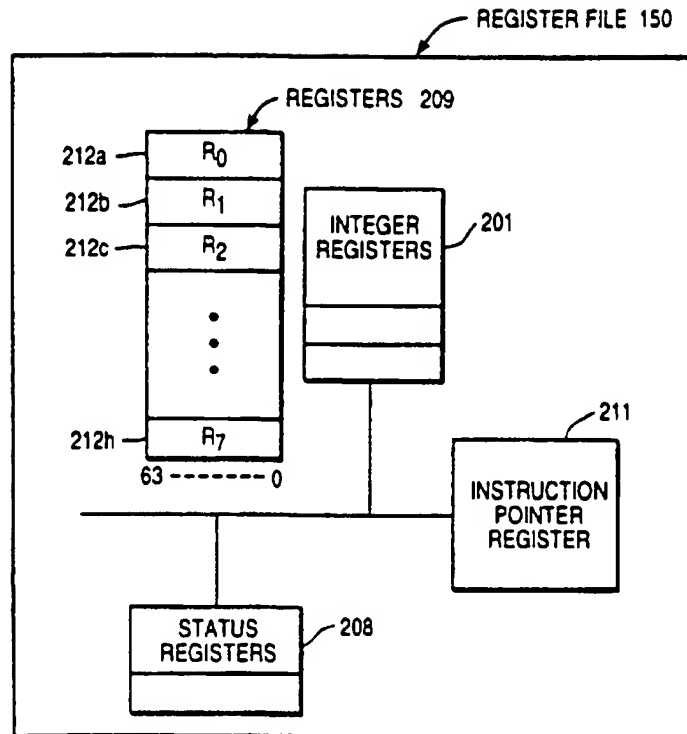 REGISTER FILE 150
REGISTERS 209
212a
R0
212b
R1
212c
R2
212h
R7
63 --------- 0
INTEGER
REGISTERS
201
211
INSTRUCTION
POINTER
REGISTER
STATUS
REGISTERS
208